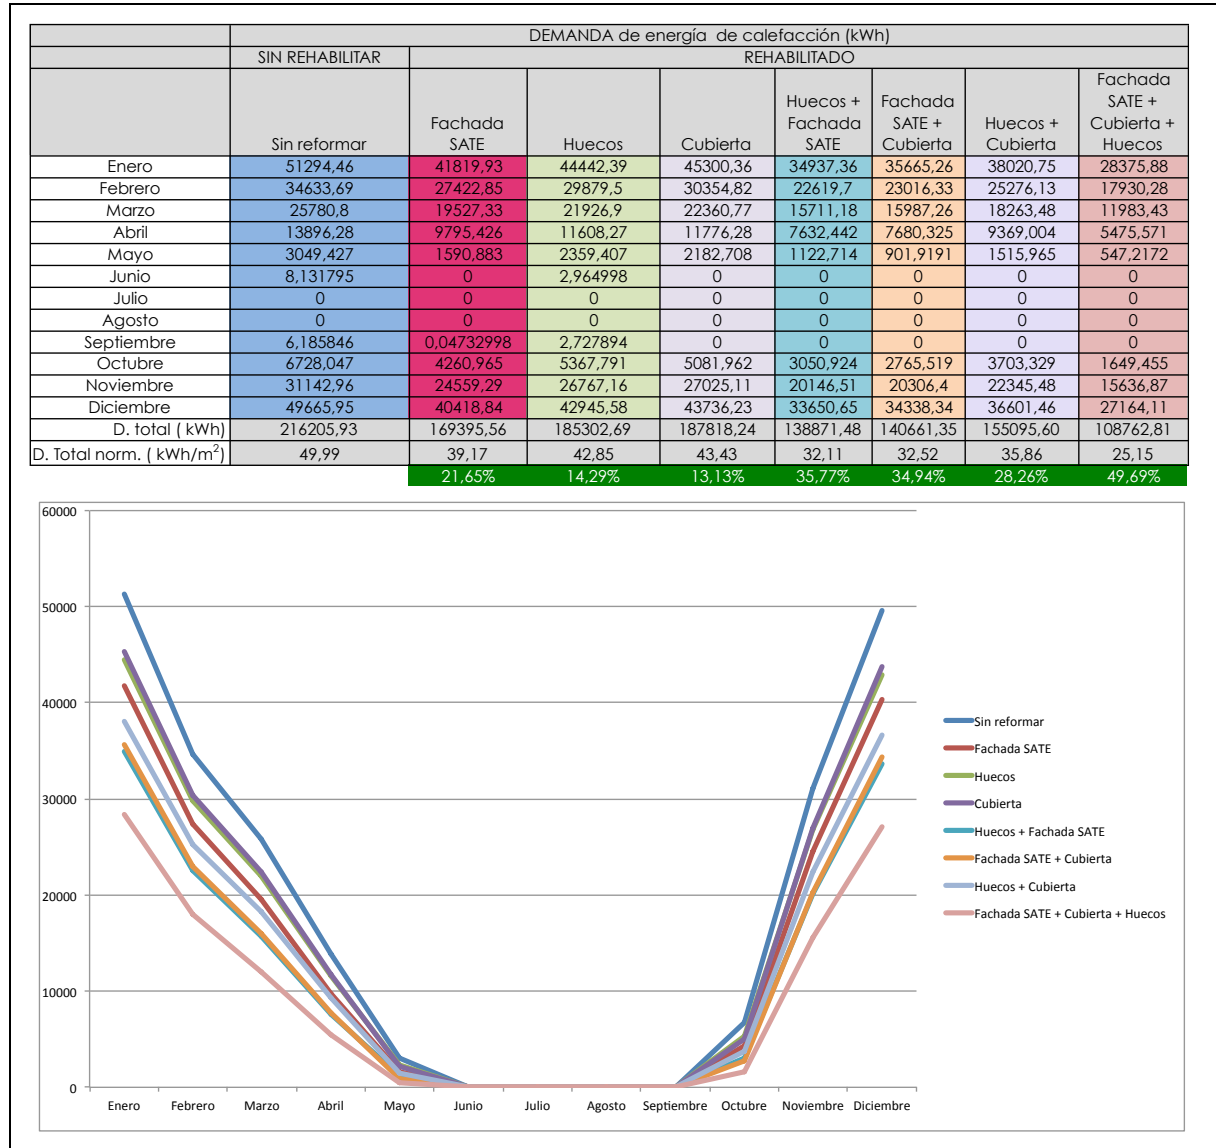 DEMANDA de energía de calefacción (kWh)
SIN REHABILITAR REHABILITADO
Sin reformar Fachada SATE Huecos Cubierta Huecos + Fachada SATE Fachada SATE + Cubierta Huecos + Cubierta Fachada SATE + Cubierta + Huecos
Enero 51294,46 41819,93 44442,39 45300,36 34937,36 35665,26 38020,75 28375,88
Febrero 34633,69 27422,85 29879,5 30354,82 22619,7 23016,33 25276,13 17930,28
Marzo 25780,8 19527,33 21926,9 22360,77 15711,18 15987,26 18263,48 11983,43
Abril 13896,28 9795,426 11608,27 11776,28 7632,442 7680,325 9369,004 5475,571
Mayo 3049,427 1590,883 2359,407 2182,708 1122,714 901,9191 1515,965 547,2172
Junio 8,131795 0 2,964998 0 0 0 0 0
Julio 0 0 0 0 0 0 0 0
Agosto 0 0 0 0 0 0 0 0
Septiembre 6,185846 0,04732998 2,727894 0 0 0 0 0
Octubre 6728,047 4260,965 5367,791 5081,962 3050,924 2765,519 3703,329 1649,455
Noviembre 31142,96 24559,29 26767,16 27025,11 20146,51 20306,4 22345,48 15636,87
Diciembre 49665,95 40418,84 42945,58 43736,23 33650,65 34338,34 36601,46 27164,11
D. total ( kWh) 216205,93 169395,56 185302,69 187818,24 138871,48 140661,35 155095,60 108762,81
D. Total norm. ( kWh/m²) 49,99 39,17 42,85 43,43 32,11 32,52 35,86 25,15
21,65% 14,29% 13,13% 35,77% 34,94% 28,26% 49,69%
60000
50000
40000
30000
20000
10000
0
Enero Febrero Marzo Abril Mayo Junio Julio Agosto Septiembre Octubre Noviembre Diciembre
Sin reformar
Fachada SATE
Huecos
Cubierta
Huecos + Fachada SATE
Fachada SATE + Cubierta
Huecos + Cubierta
Fachada SATE + Cubierta + Huecos